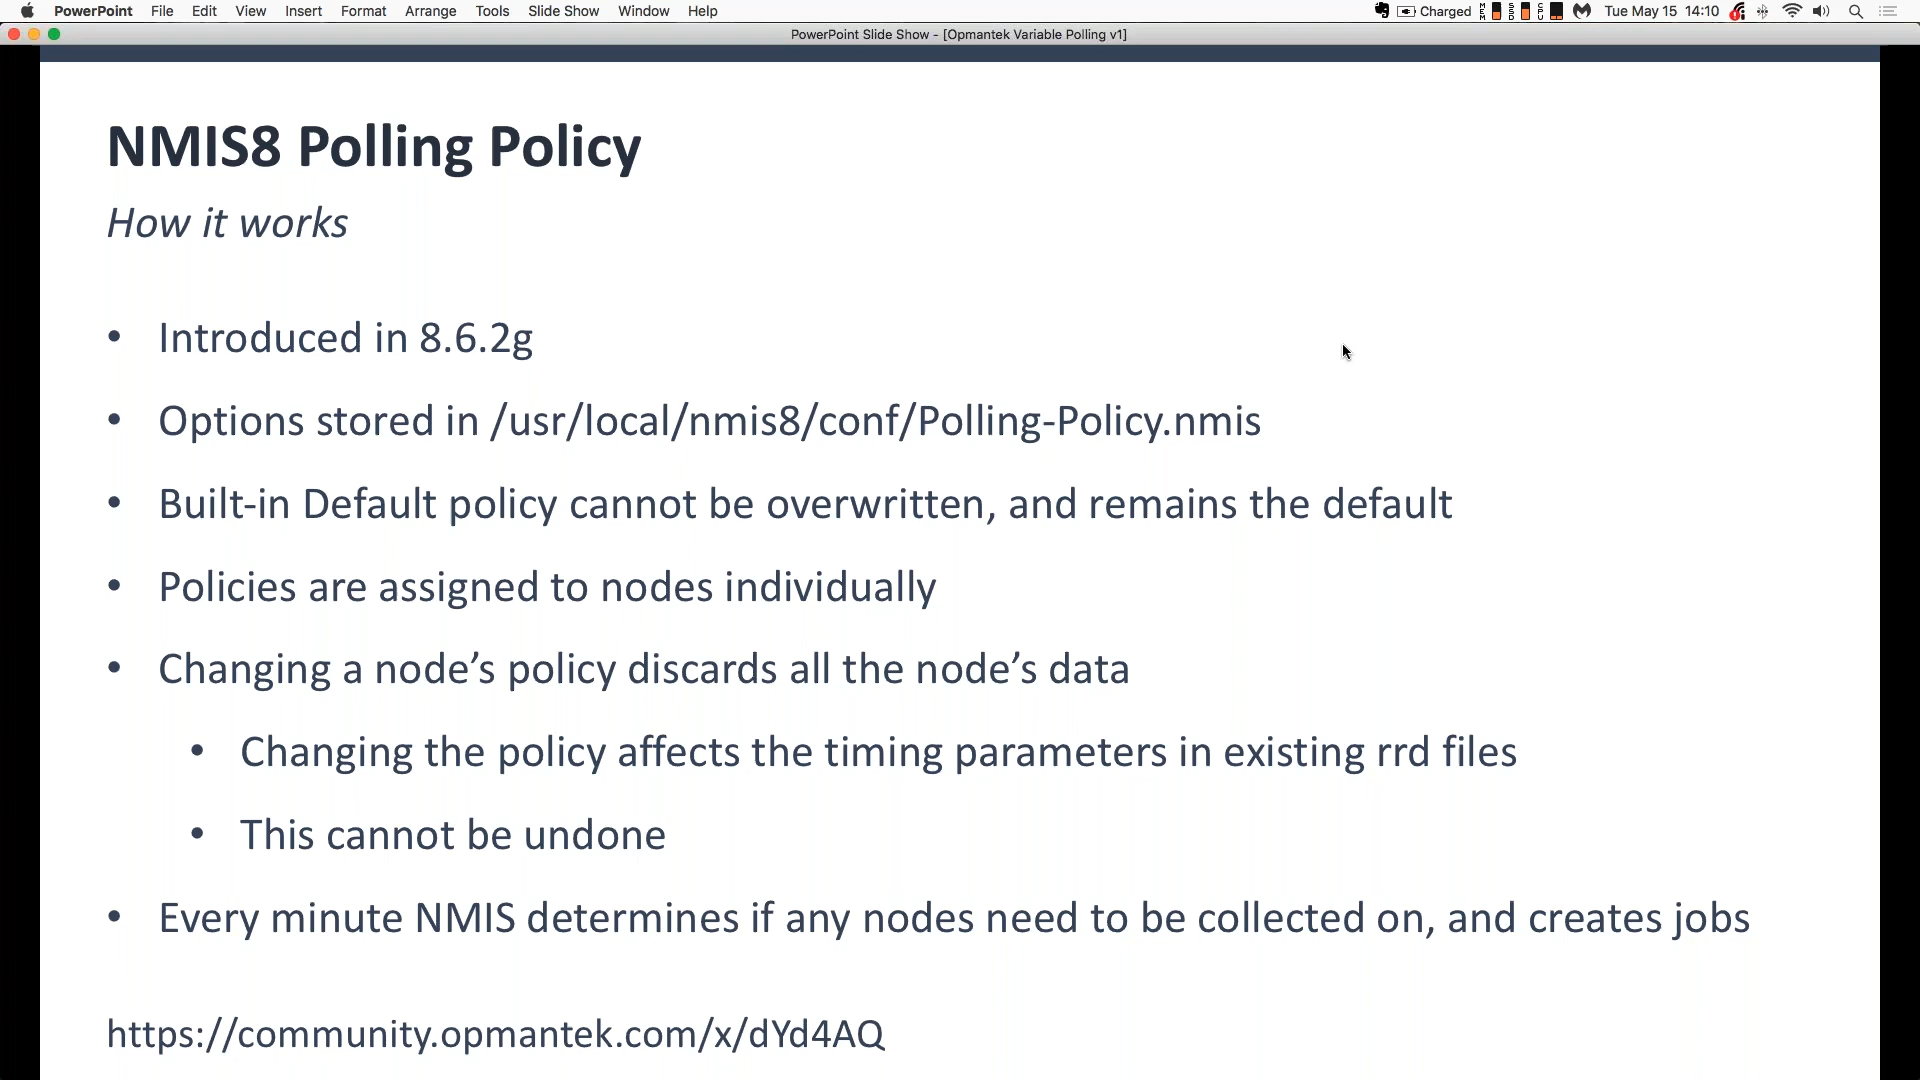 PowerPoint File Edit View Insert Format Arrange Tools Slide Show Window Help Charged MEM SSD CPU Tue May 15 14:10
PowerPoint Slide Show - [Opmantek Variable Polling v1]
NMIS8 Polling Policy
How it works
• Introduced in 8.6.2g
• Options stored in /usr/local/nmis8/conf/Polling-Policy.nmis
• Built-in Default policy cannot be overwritten, and remains the default
• Policies are assigned to nodes individually
• Changing a node’s policy discards all the node’s data
• Changing the policy affects the timing parameters in existing rrd files
• This cannot be undone
• Every minute NMIS determines if any nodes need to be collected on, and creates jobs
https://community.opmantek.com/x/dYd4AQ